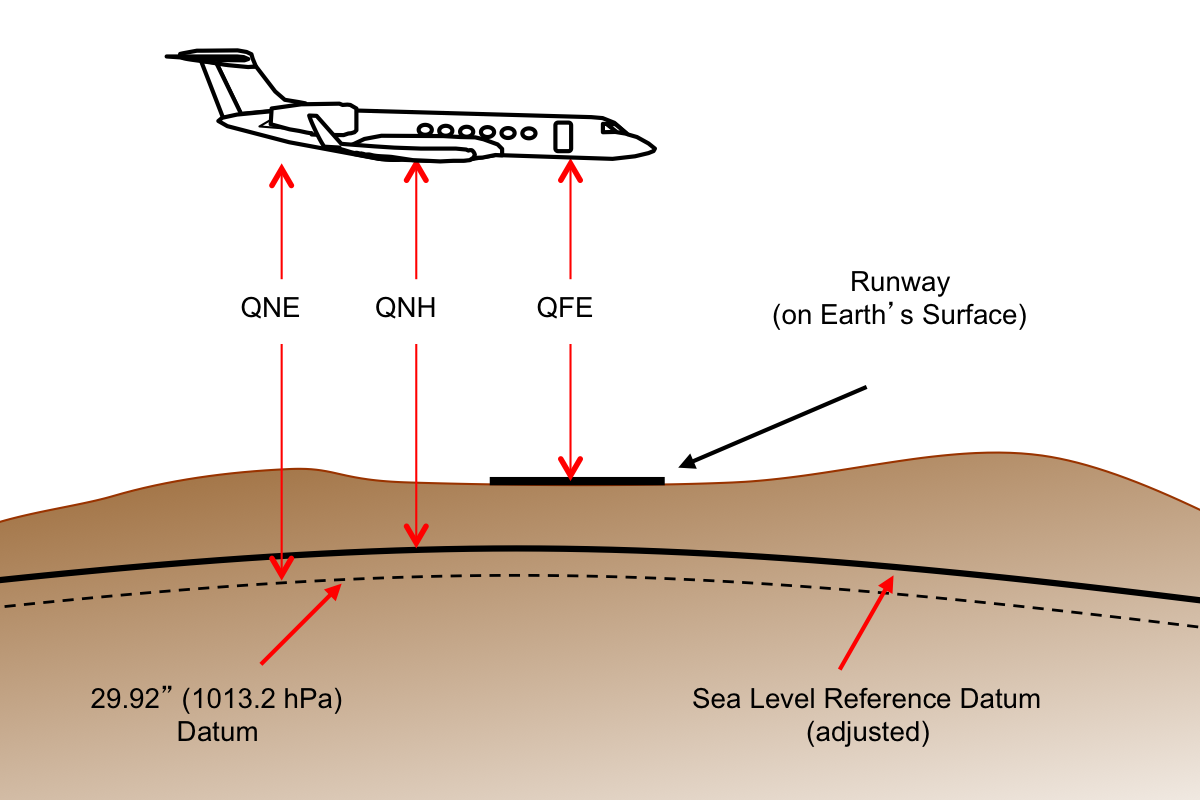 QNE
QNH
QFE
Runway
(on Earth’s Surface)
29.92” (1013.2 hPa)
Datum
Sea Level Reference Datum
(adjusted)